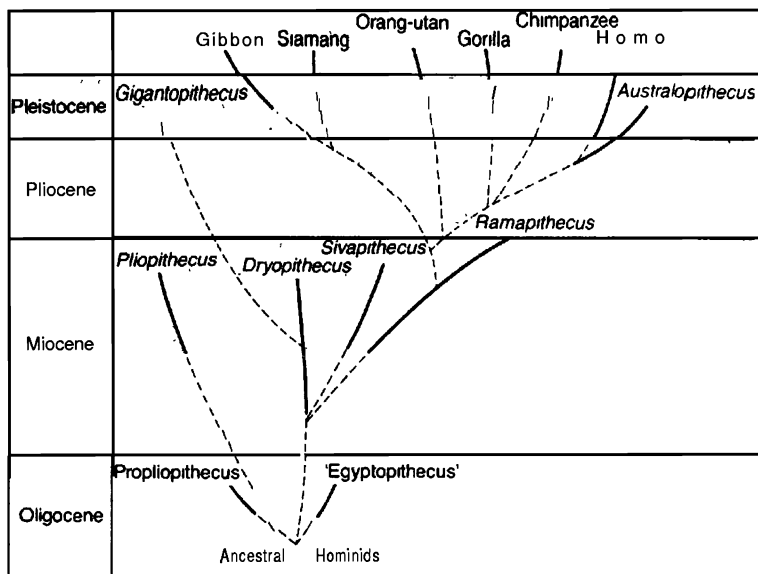 Gibbon Siamang Orang-utan Gorilla Chimpanzee Homo
Pleistocene Gigantopithecus Australopithecus
Pliocene
Ramapithecus
Pliopithecus Dryopithecus Sivapithecus
Miocene
Propliopithecus 'Egyptopithecus'
Oligocene
Ancestral Hominids